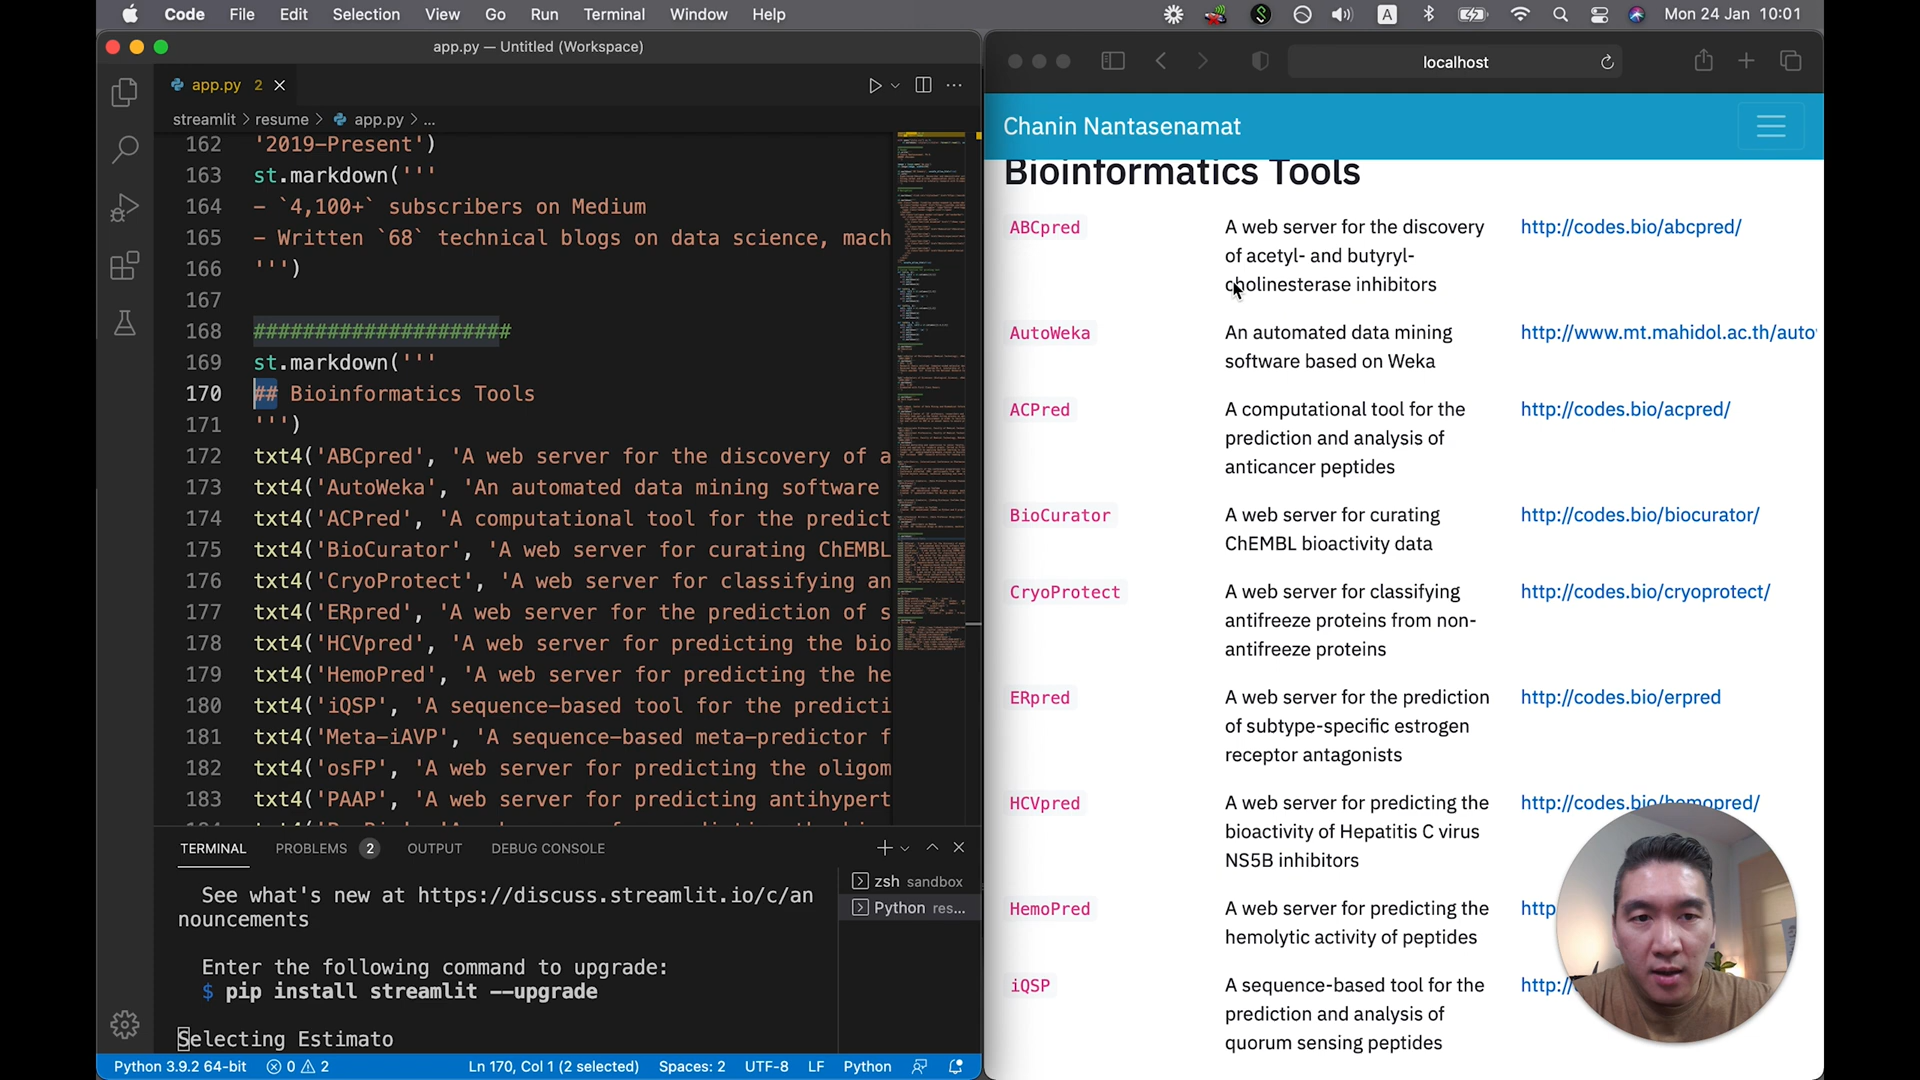 Code File Edit Selection View Go Run Terminal Window Help
A
Mon 24 Jan 10:01
app.py — Untitled (Workspace)
app.py 2
streamlit > resume > app.py > ...
162 '2019-Present')
163 st.markdown('''
164 - `4,100+` subscribers on Medium
165 - Written `68` technical blogs on data science, mach
166 ''')
167
168 #####################
169 st.markdown('''
170 ## Bioinformatics Tools
171 ''')
172 txt4('ABCpred', 'A web server for the discovery of a
173 txt4('AutoWeka', 'An automated data mining software
174 txt4('ACPred', 'A computational tool for the predict
175 txt4('BioCurator', 'A web server for curating ChEMBL
176 txt4('CryoProtect', 'A web server for classifying an
177 txt4('ERpred', 'A web server for the prediction of s
178 txt4('HCVpred', 'A web server for predicting the bio
179 txt4('HemoPred', 'A web server for predicting the he
180 txt4('iQSP', 'A sequence-based tool for the predicti
181 txt4('Meta-iAVP', 'A sequence-based meta-predictor f
182 txt4('osFP', 'A web server for predicting the oligom
183 txt4('PAAP', 'A web server for predicting antihypert
TERMINAL PROBLEMS 2 OUTPUT DEBUG CONSOLE
See what's new at https://discuss.streamlit.io/c/an
nouncements
Enter the following command to upgrade:
$ pip install streamlit --upgrade
Selecting Estimato
zsh sandbox
Python res...
Python 3.9.2 64-bit 0 2 Ln 170, Col 1 (2 selected) Spaces: 2 UTF-8 LF Python
localhost
Chanin Nantasenamat
Bioinformatics Tools
ABCpred
A web server for the discovery
of acetyl- and butyryl-
cholinesterase inhibitors
http://codes.bio/abcpred/
AutoWeka
An automated data mining
software based on Weka
http://www.mt.mahidol.ac.th/auto
ACPred
A computational tool for the
prediction and analysis of
anticancer peptides
http://codes.bio/acpred/
BioCurator
A web server for curating
ChEMBL bioactivity data
http://codes.bio/biocurator/
CryoProtect
A web server for classifying
antifreeze proteins from non-
antifreeze proteins
http://codes.bio/cryoprotect/
ERpred
A web server for the prediction
of subtype-specific estrogen
receptor antagonists
http://codes.bio/erpred
HCVpred
A web server for predicting the
bioactivity of Hepatitis C virus
NS5B inhibitors
http://codes.bio/hemopred/
HemoPred
A web server for predicting the
hemolytic activity of peptides
http
iQSP
A sequence-based tool for the
prediction and analysis of
quorum sensing peptides
http:/